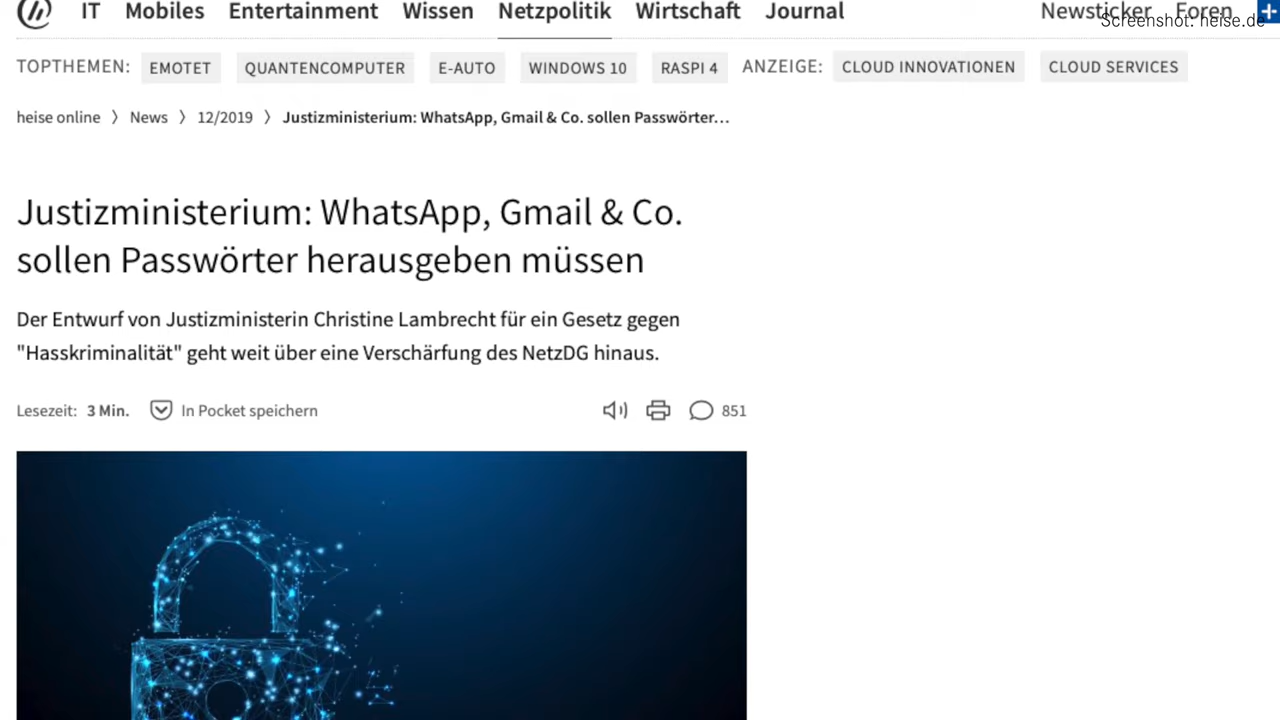 IT Mobiles Entertainment Wissen Netzpolitik Wirtschaft Journal Newsticker Foren
Screenshot: heise.de
TOPTHEMEN: EMOTET QUANTENCOMPUTER E-AUTO WINDOWS 10 RASPI 4 ANZEIGE: CLOUD INNOVATIONEN CLOUD SERVICES
heise online 〉 News 〉 12/2019 〉 Justizministerium: WhatsApp, Gmail & Co. sollen Passwörter...
Justizministerium: WhatsApp, Gmail & Co.
sollen Passwörter herausgeben müssen
Der Entwurf von Justizministerin Christine Lambrecht für ein Gesetz gegen
"Hasskriminalität" geht weit über eine Verschärfung des NetzDG hinaus.
Lesezeit: 3 Min. In Pocket speichern 851